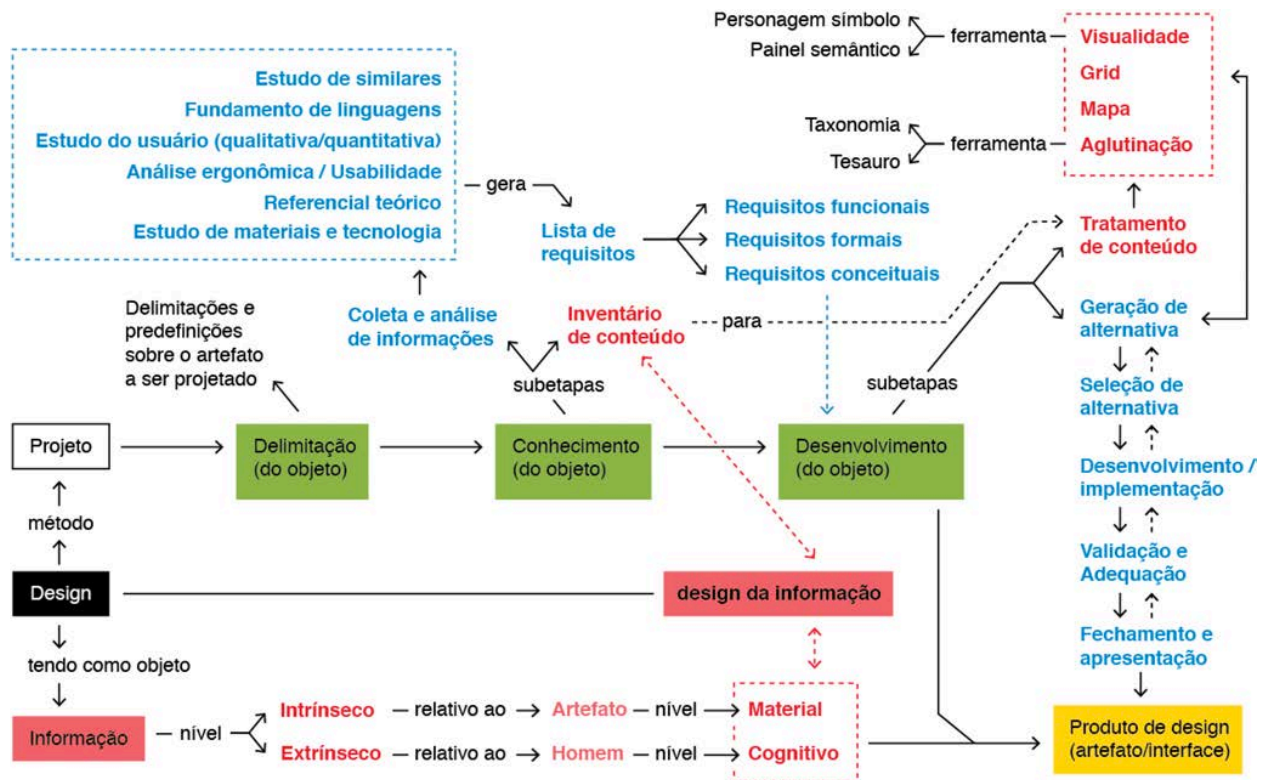 Personagem símbolo
Painel semântico
ferramenta
Visualidade
Grid
Mapa
Aglutinação
Taxonomia
Tesauro
ferramenta
Estudo de similares
Fundamento de linguagens
Estudo do usuário (qualitativa/quantitativa)
Análise ergonômica / Usabilidade
Referencial teórico
Estudo de materiais e tecnologia
gera
Lista de
requisitos
Requisitos funcionais
Requisitos formais
Requisitos conceituais
Tratamento
de conteúdo
Delimitações e
predefinições
sobre o artefato
a ser projetado
Coleta e análise
de informações
Inventário
de conteúdo
para
Geração de
alternativa
subetapas
subetapas
Seleção de
alternativa
Projeto
Delimitação
(do objeto)
Conhecimento
(do objeto)
Desenvolvimento
(do objeto)
Desenvolvimento /
implementação
método
Validação e
Adequação
Design
design da informação
Fechamento e
apresentação
tendo como objeto
Informação
nível
Intrínseco
relativo ao
Artefato
nível
Material
Extrínseco
relativo ao
Homem
nível
Cognitivo
Produto de design
(artefato/interface)